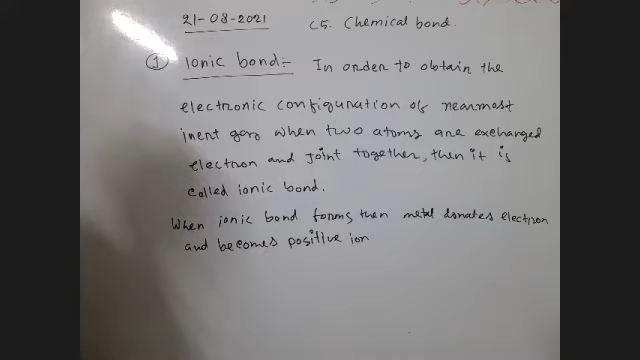 21-08-2021 C5. Chemical bond.
① Ionic bond:- In order to obtain the
electronic configuration of nearmost
inert gas when two atoms are exchanged
electron and joint together, then it is
called ionic bond.
When ionic bond forms then metal donates electron
and becomes positive ion